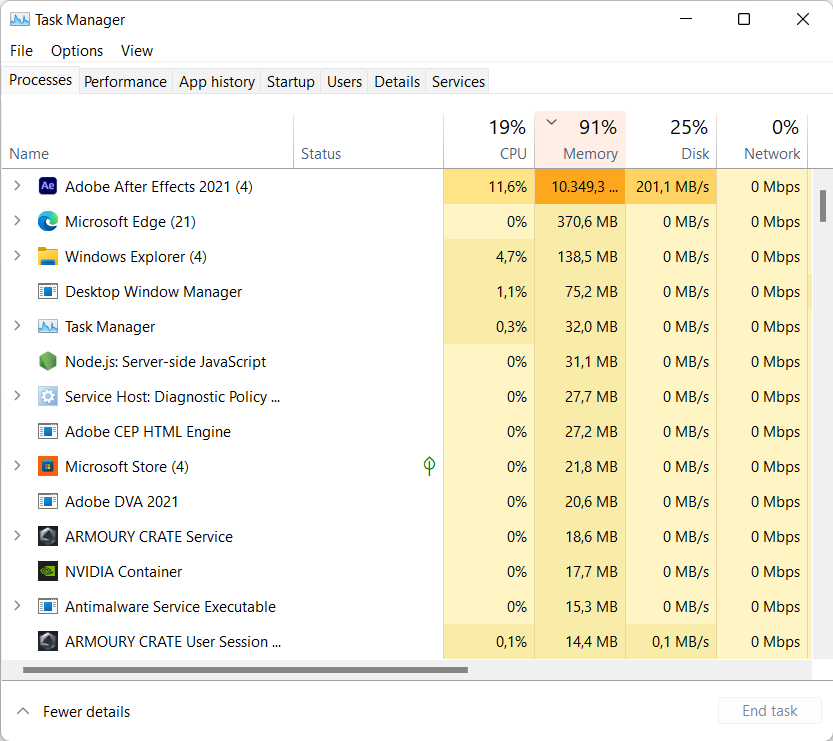 Task Manager
File Options View
Processes Performance App history Startup Users Details Services
19% 91% 25% 0%
Name Status CPU Memory Disk Network
Ae Adobe After Effects 2021 (4) 11,6% 10.349,3 ... 201,1 MB/s 0 Mbps
Microsoft Edge (21) 0% 370,6 MB 0 MB/s 0 Mbps
Windows Explorer (4) 4,7% 138,5 MB 0 MB/s 0 Mbps
Desktop Window Manager 1,1% 75,2 MB 0 MB/s 0 Mbps
Task Manager 0,3% 32,0 MB 0 MB/s 0 Mbps
Node.js: Server-side JavaScript 0% 31,1 MB 0 MB/s 0 Mbps
Service Host: Diagnostic Policy ... 0% 27,7 MB 0 MB/s 0 Mbps
Adobe CEP HTML Engine 0% 27,2 MB 0 MB/s 0 Mbps
Microsoft Store (4) 0% 21,8 MB 0 MB/s 0 Mbps
Adobe DVA 2021 0% 20,6 MB 0 MB/s 0 Mbps
ARMOURY CRATE Service 0% 18,6 MB 0 MB/s 0 Mbps
NVIDIA Container 0% 17,7 MB 0 MB/s 0 Mbps
Antimalware Service Executable 0% 15,3 MB 0 MB/s 0 Mbps
ARMOURY CRATE User Session ... 0,1% 14,4 MB 0,1 MB/s 0 Mbps
Fewer details End task